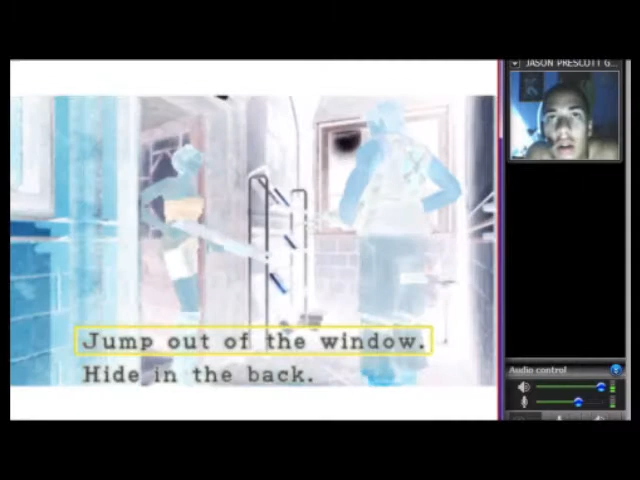 JASON PRESCOTT G...
Jump out of the window.
Hide in the back.
Audio control